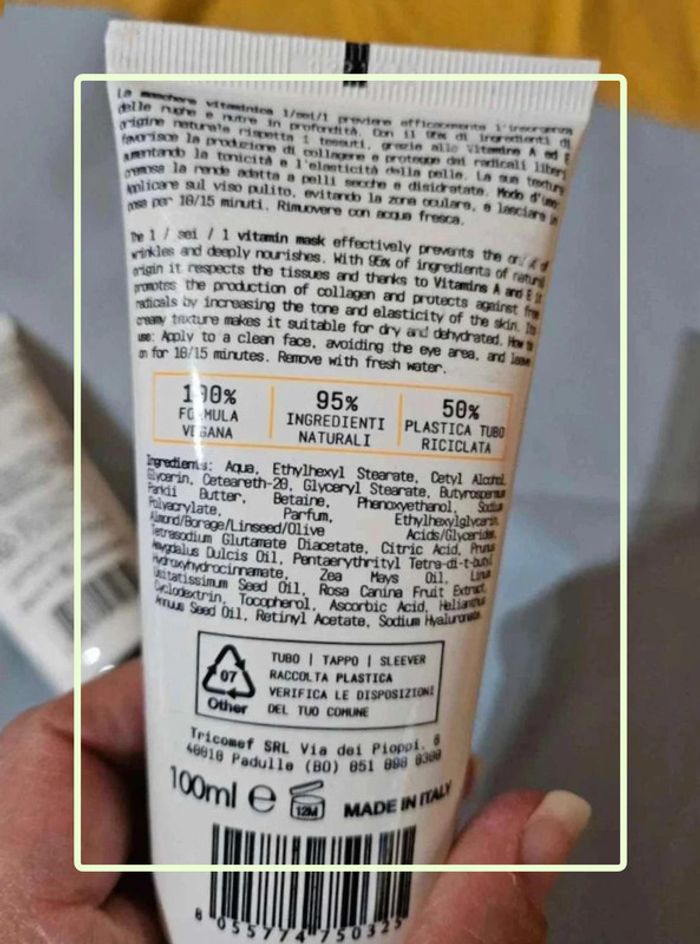 La maschera vitaminica 1/sei/1 previene efficacemente l'insorgenza
delle rughe e nutre in profondità. Con il 95% di ingredienti di
origine naturale rispetta i tessuti, grazie alle Vitamine A ed E
favorisce la produzione di collagene e protegge dai radicali liberi
aumentando la tonicità e l'elasticità della pelle. La sua texture
cremosa la rende adatta a pelli secche e disidratate. Modo d'uso:
Applicare sul viso pulito, evitando la zona oculare, e lasciare in
posa per 10/15 minuti. Rimuovere con acqua fresca.
The 1 / sei / 1 vitamin mask effectively prevents the of
wrinkles and deeply nourishes. With 95% of ingredients of natural
origin it respects the tissues and thanks to Vitamins A and E it
promotes the production of collagen and protects against free
radicals by increasing the tone and elasticity of the skin. Its
creamy texture makes it suitable for dry and dehydrated. How to
use: Apply to a clean face, avoiding the eye area, and leave
on for 10/15 minutes. Remove with fresh water.
100% 95% 50%
FORMULA VEGANA
INGREDIENTI NATURALI
PLASTICA TUBO RICICLATA
Ingredients: Aqua, Ethylhexyl Stearate, Cetyl Alcohol,
Glycerin, Ceteareth-20, Glyceryl Stearate, Butyrospermum
Parkii Butter, Betaine, Phenoxyethanol, Sodium
Polyacrylate, Parfum, Ethylhexylglycerin,
Almond/Borage/Linseed/Olive Acids/Glycerides,
Tetrasodium Glutamate Diacetate, Citric Acid, Prunus
Amygdalus Dulcis Oil, Pentaerythrityl Tetra-di-t-butyl
Hydroxyhydrocinnamate, Zea Mays Oil, Linum
Usitatissimum Seed Oil, Rosa Canina Fruit Extract,
Cyclodextrin, Tocopherol, Ascorbic Acid, Helianthus
Annuus Seed Oil, Retinyl Acetate, Sodium Hyaluronate.
07
Other
TUBO | TAPPO | SLEEVER
RACCOLTA PLASTICA
VERIFICA LE DISPOSIZIONI
DEL TUO COMUNE
Tricomef SRL Via dei Pioppi, 8
40010 Padulle (BO) 051 0300
100ml e 12M MADE IN ITALY
8 055774 750325